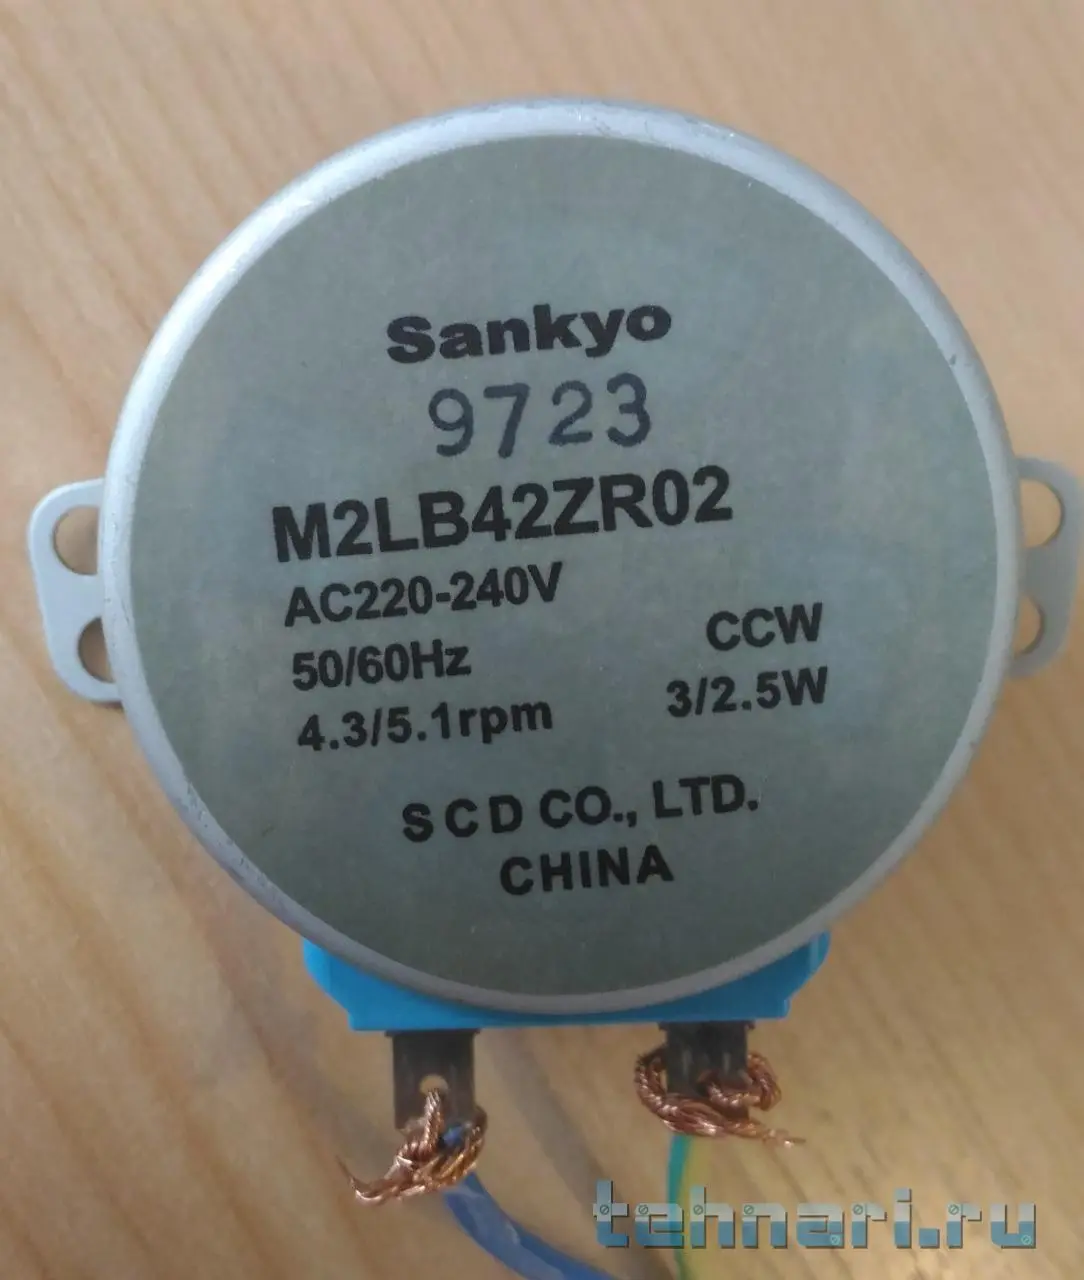 Sankyo
9723
M2LB42ZR02
AC220-240V
50/60Hz CCW
4.3/5.1rpm 3/2.5W
S C D CO., LTD.
CHINA
tehnari.ru